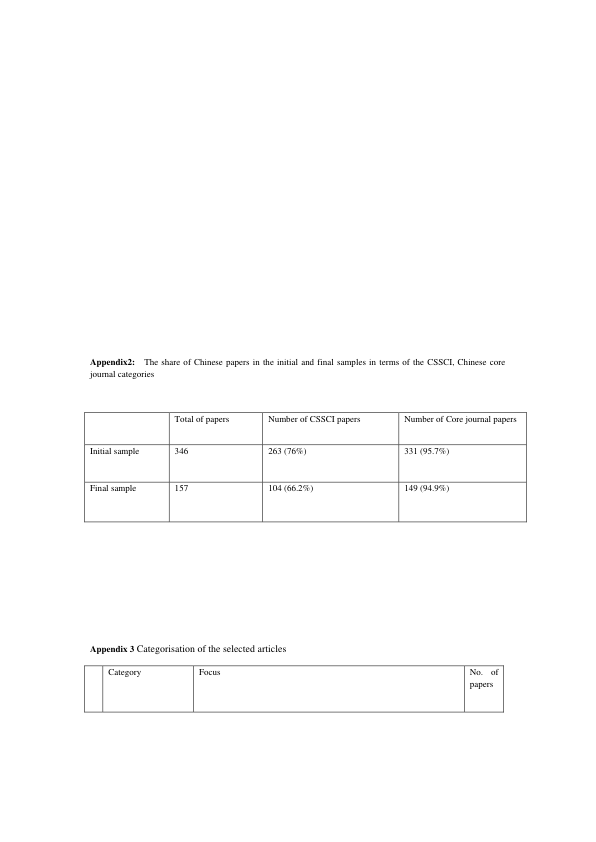 Appendix2: The share of Chinese papers in the initial and final samples in terms of the CSSCI, Chinese core
journal categories
Total of papers Number of CSSCI papers Number of Core journal papers
Initial sample 346 263 (76%) 331 (95.7%)
Final sample 157 104 (66.2%) 149 (94.9%)
Appendix 3 Categorisation of the selected articles
Category Focus No. of
papers